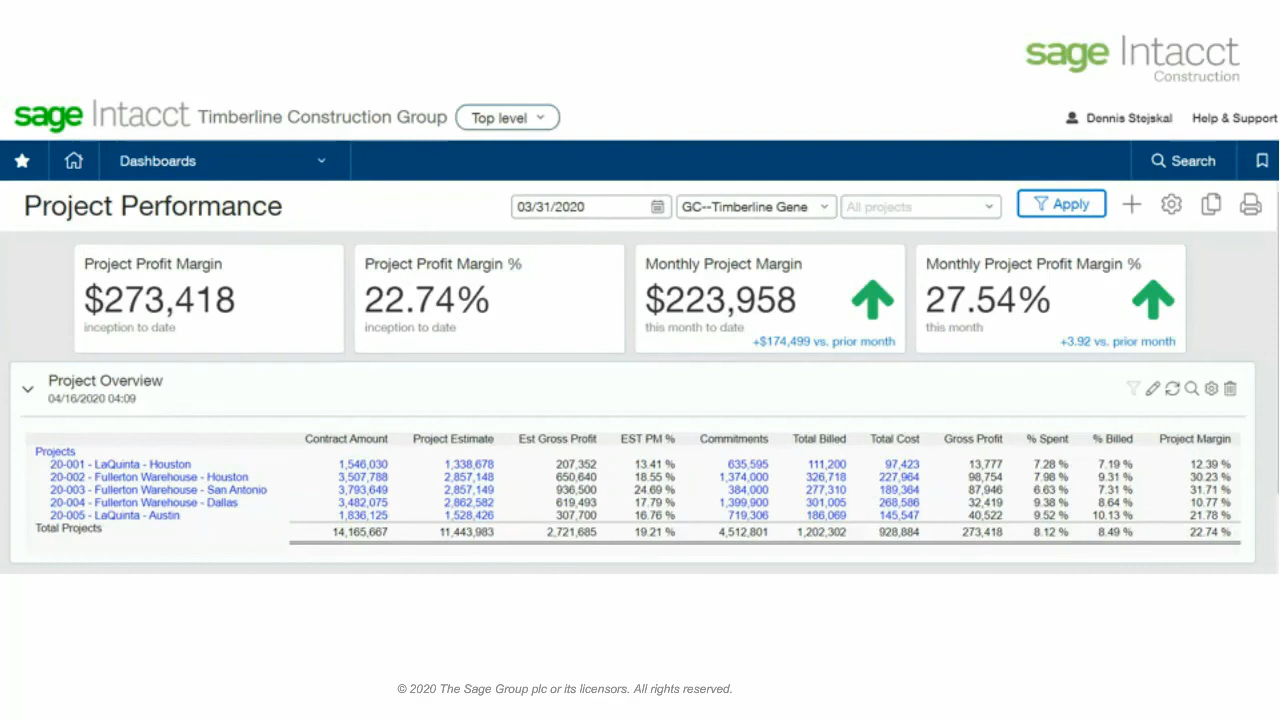 sage Intacct
Construction
sage Intacct Timberline Construction Group Top level Dennis Stejskal Help & Support
Dashboards Search
Project Performance 03/31/2020 GC--Timberline Gene All projects Apply
Project Profit Margin Project Profit Margin % Monthly Project Margin Monthly Project Profit Margin %
$273,418 22.74% $223,958 27.54%
inception to date inception to date this month to date this month
+$174,499 vs. prior month +3.92 vs. prior month
Project Overview
04/16/2020 04:09
Contract Amount Project Estimate Est Gross Profit EST PM % Commitments Total Billed Total Cost Gross Profit % Spent % Billed Project Margin
Projects
20-001 - LaQuinta - Houston 1,546,030 1,338,678 207,352 13.41 % 635,595 111,200 97,423 13,777 7.28 % 7.19 % 12.39 %
20-002 - Fullerton Warehouse - Houston 3,507,788 2,857,148 650,640 18.55 % 1,374,000 326,718 227,964 98,754 7.98 % 9.31 % 30.23 %
20-003 - Fullerton Warehouse - San Antonio 3,793,649 2,857,149 936,500 24.69 % 384,000 277,310 189,364 87,946 6.63 % 7.31 % 31.71 %
20-004 - Fullerton Warehouse - Dallas 3,482,075 2,862,582 619,493 17.79 % 1,399,900 301,005 268,586 32,419 9.38 % 8.64 % 10.77 %
20-005 - LaQuinta - Austin 1,836,125 1,528,426 307,700 16.76 % 719,306 186,069 145,547 40,522 9.52 % 10.13 % 21.78 %
Total Projects 14,165,667 11,443,983 2,721,685 19.21 % 4,512,801 1,202,302 928,884 273,418 8.12 % 8.49 % 22.74 %
© 2020 The Sage Group plc or its licensors. All rights reserved.